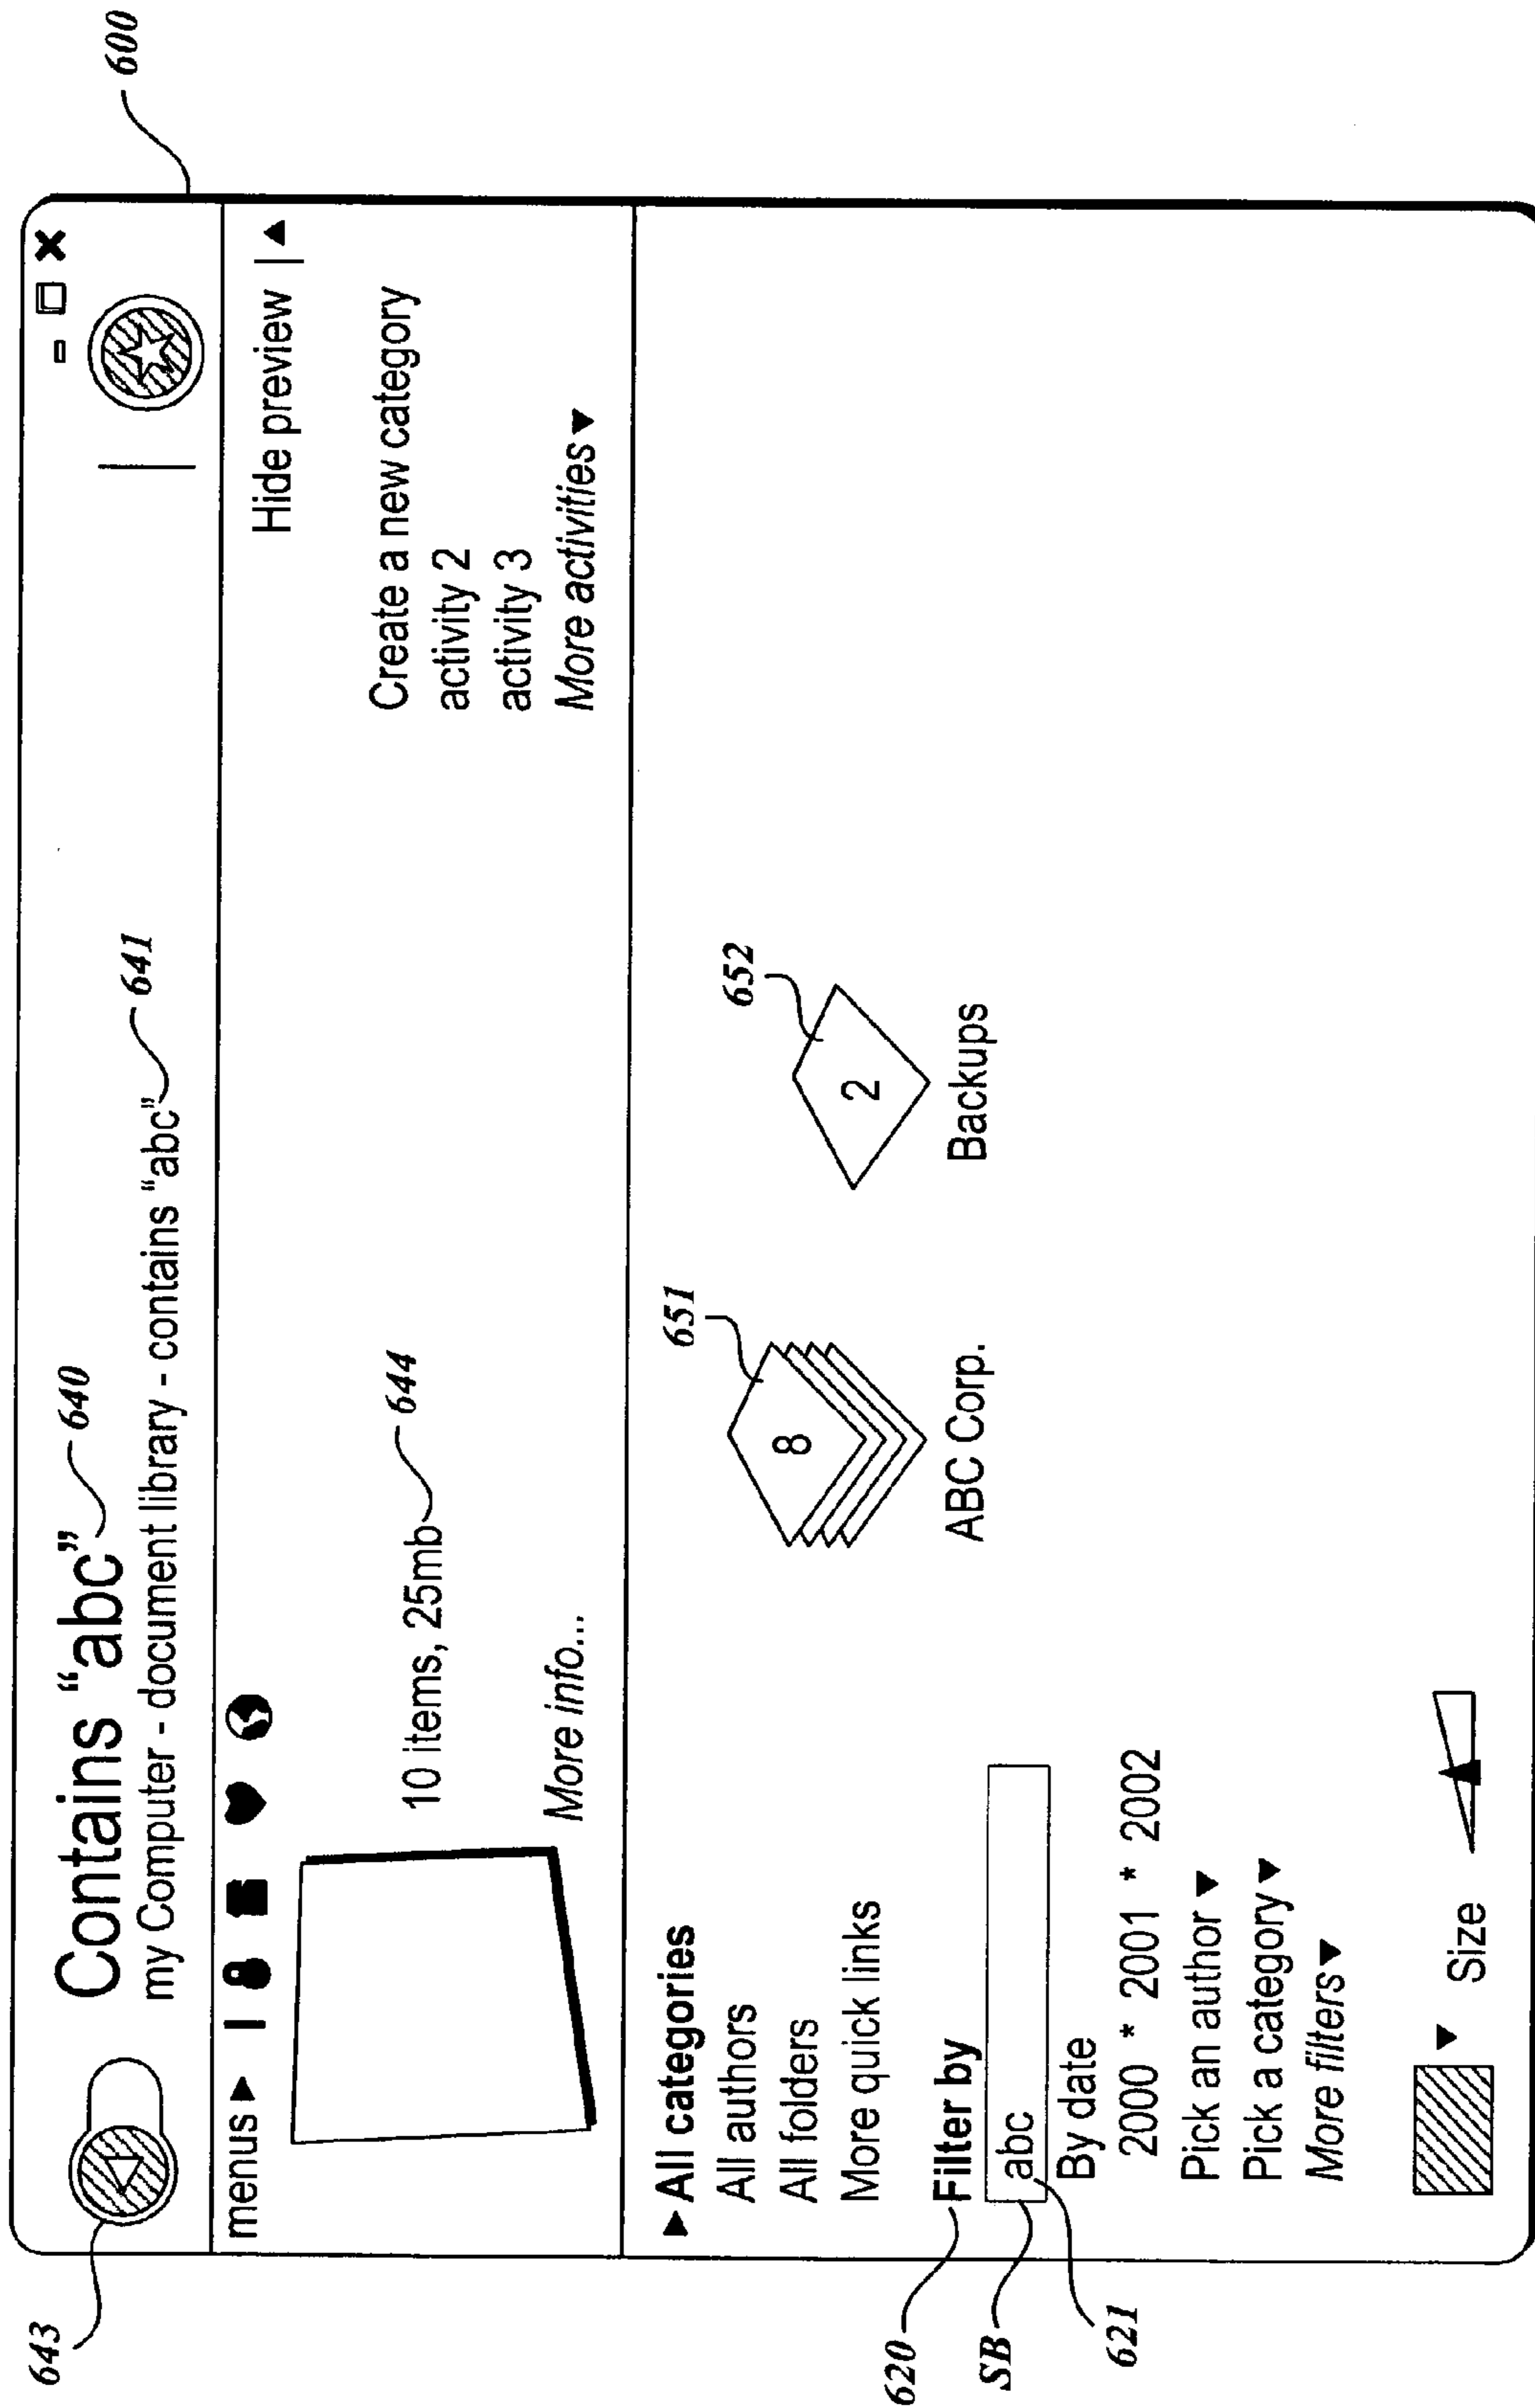 600
Contains “abc”
640
my Computer - document library - contains “abc”
641
643
menus
Hide preview
10 items, 25mb
644
More info...
Create a new category
activity 2
activity 3
More activities
All categories
All authors
All folders
More quick links
620
Filter by
SB
abc
621
By date
2000 * 2001 * 2002
Pick an author
Pick a category
More filters
Size
651
8
ABC Corp.
652
2
Backups